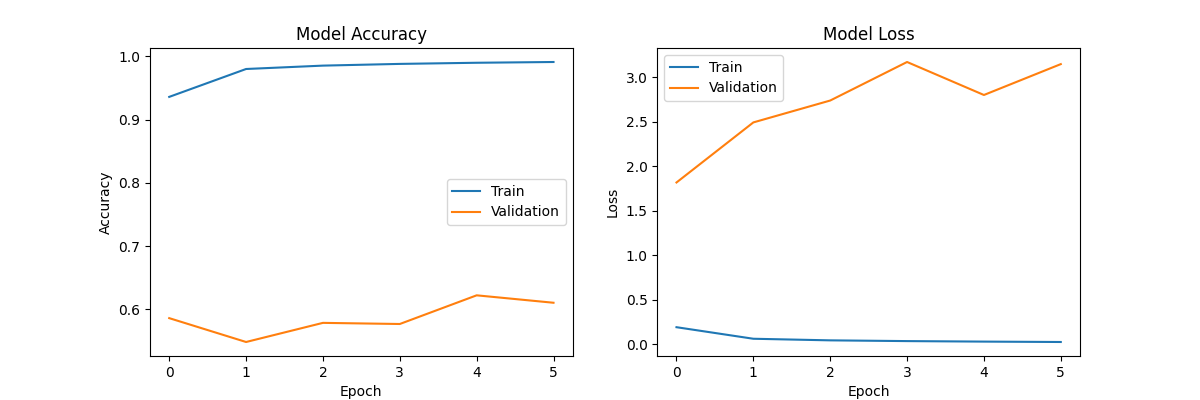 Model Accuracy
1.0
0.9
0.8
0.7
0.6
Accuracy
Train
Validation
0 1 2 3 4 5
Epoch
Model Loss
Train
Validation
3.0
2.5
2.0
1.5
1.0
0.5
0.0
Loss
0 1 2 3 4 5
Epoch